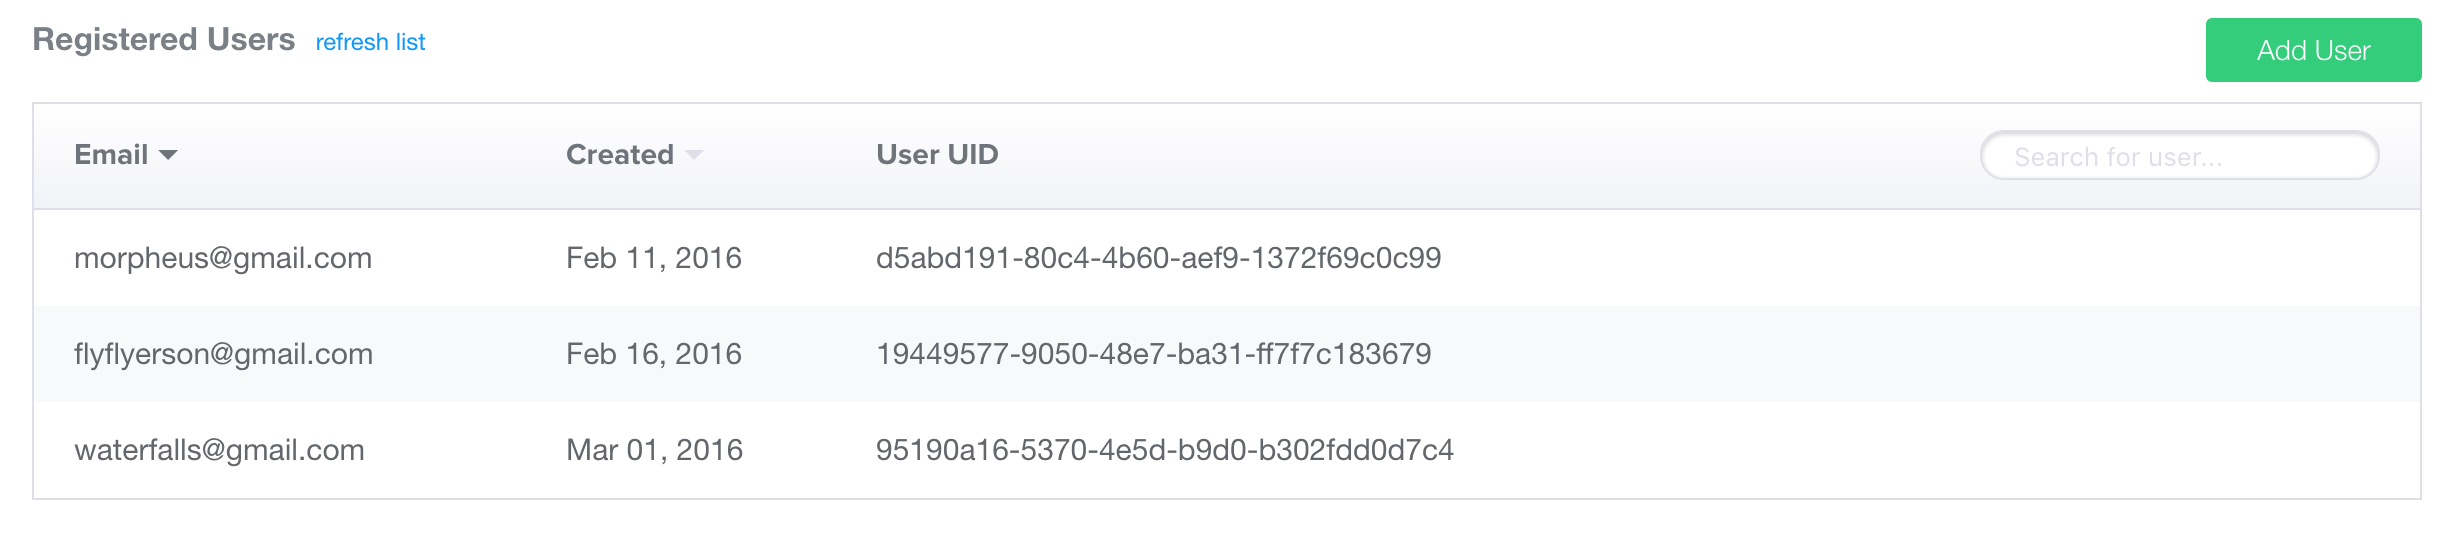 Registered Users refresh list Add User
Email Created User UID Search for user...
morpheus@gmail.com Feb 11, 2016 d5abd191-80c4-4b60-aef9-1372f69c0c99
flyflyerson@gmail.com Feb 16, 2016 19449577-9050-48e7-ba31-ff7f7c183679
waterfalls@gmail.com Mar 01, 2016 95190a16-5370-4e5d-b9d0-b302fdd0d7c4